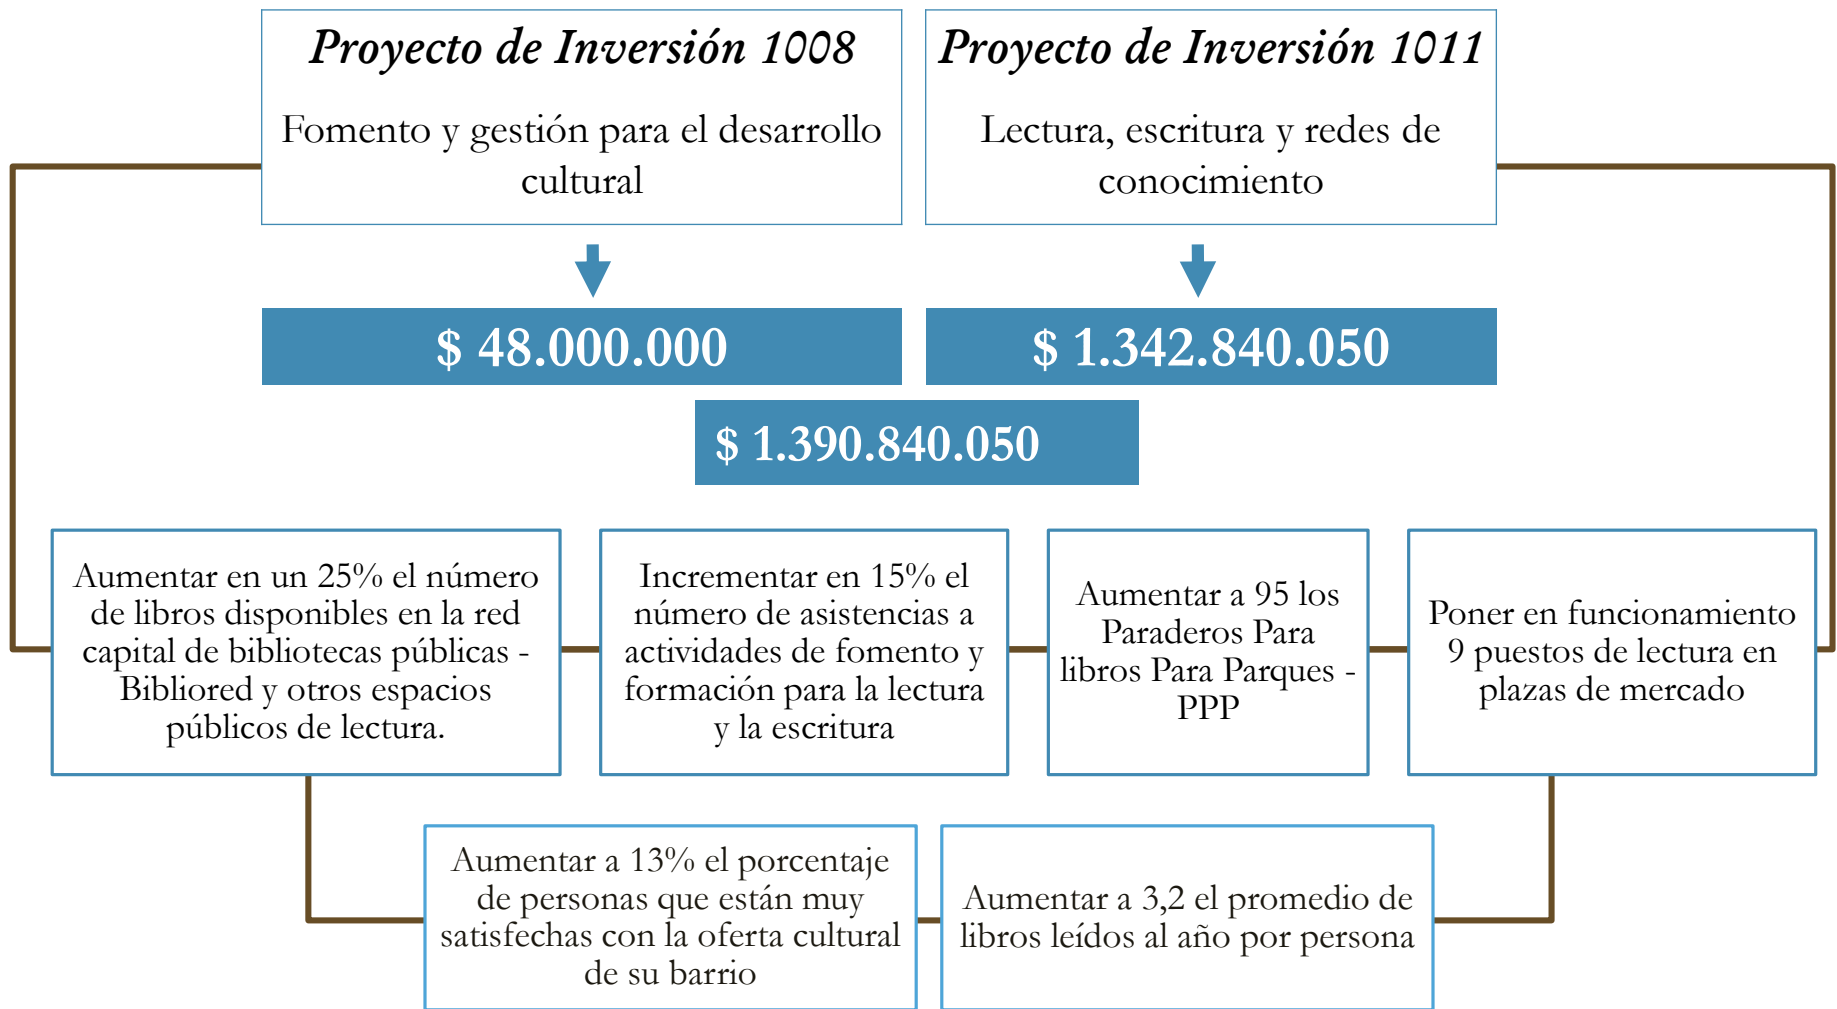 Proyecto de Inversión 1008
Fomento y gestión para el desarrollo
cultural
Proyecto de Inversión 1011
Lectura, escritura y redes de
conocimiento
$ 48.000.000
$ 1.342.840.050
$ 1.390.840.050
Aumentar en un 25% el número
de libros disponibles en la red
capital de bibliotecas públicas -
Bibliored y otros espacios
públicos de lectura.
Incrementar en 15% el
número de asistencias a
actividades de fomento y
formación para la lectura
y la escritura
Aumentar a 95 los
Paraderos Para
libros Para Parques -
PPP
Poner en funcionamiento
9 puestos de lectura en
plazas de mercado
Aumentar a 13% el porcentaje
de personas que están muy
satisfechas con la oferta cultural
de su barrio
Aumentar a 3,2 el promedio de
libros leídos al año por persona